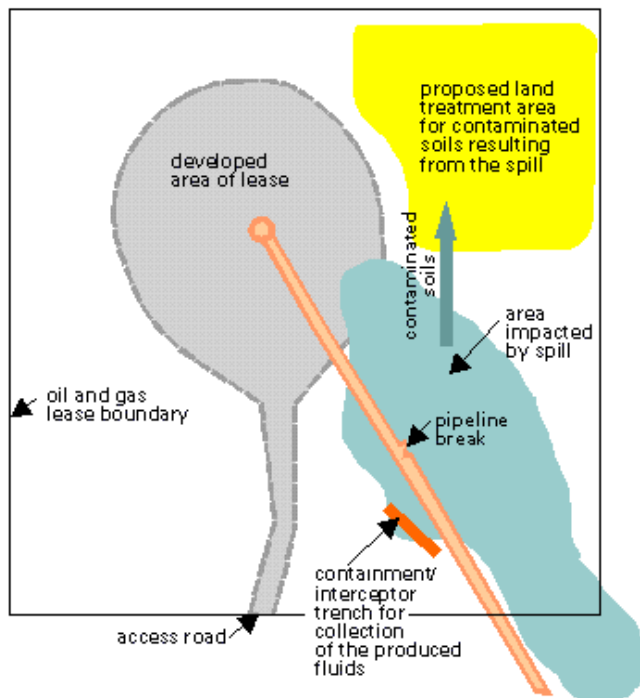 proposed land
treatment area
for contaminated
soils resulting
from the spill
developed
area of lease
contaminated
soils
area
impacted
by spill
oil and gas
lease boundary
pipeline
break
containment/
interceptor
trench for
collection
of the produced
fluids
access road